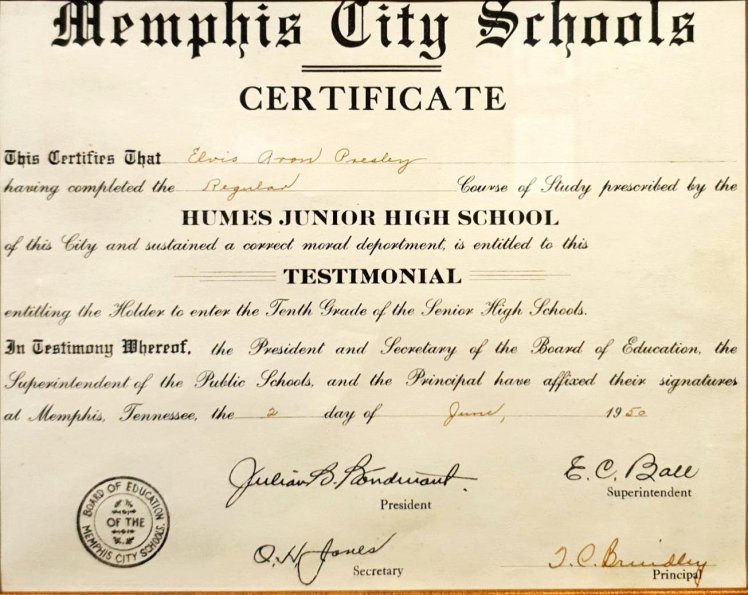 Memphis City Schools
CERTIFICATE
This Certifies That Elvis Aron Presley
having completed the Regular Course of Study prescribed by the
HUMES JUNIOR HIGH SCHOOL
of this City and sustained a correct moral deportment, is entitled to this
TESTIMONIAL
entitling the Holder to enter the Tenth Grade of the Senior High Schools.
In Testimony Whereof, the President and Secretary of the Board of Education, the
Superintendent of the Public Schools, and the Principal have affixed their signatures
at Memphis, Tennessee, the 2 day of June, 1950
Julian B. Bondurant. E. C. Ball
President Superintendent
BOARD OF EDUCATION
OF THE
MEMPHIS CITY SCHOOLS.
O. H. Jones T. C. Brindley
Secretary Principal